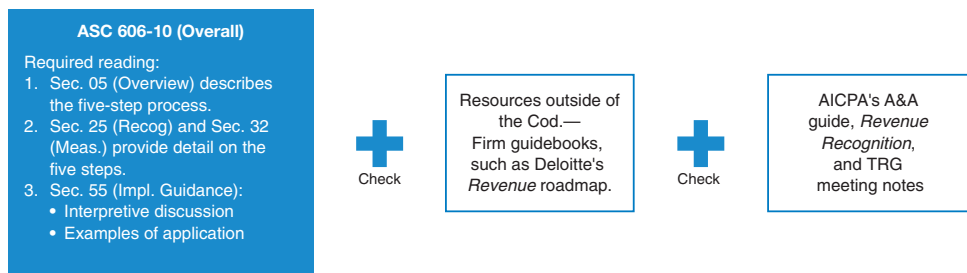 ASC 606-10 (Overall)
Required reading:
1. Sec. 05 (Overview) describes
the five-step process.
2. Sec. 25 (Recog) and Sec. 32
(Meas.) provide detail on the
five steps.
3. Sec. 55 (Impl. Guidance):
• Interpretive discussion
• Examples of application
Check
Resources outside of
the Cod.—
Firm guidebooks,
such as Deloitte's
Revenue roadmap.
Check
AICPA's A&A
guide, Revenue
Recognition,
and TRG
meeting notes